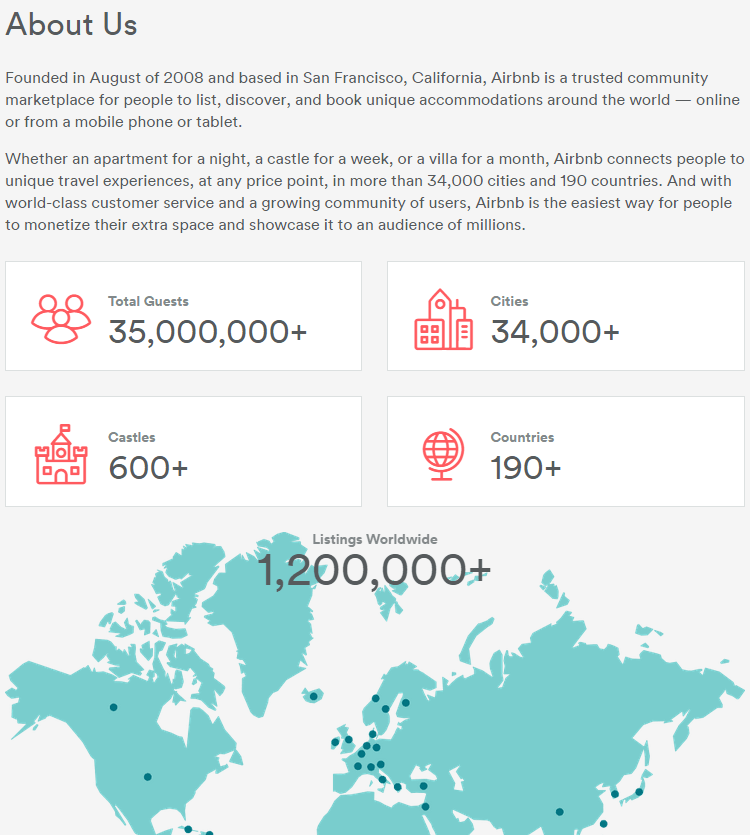 About Us
Founded in August of 2008 and based in San Francisco, California, Airbnb is a trusted community
marketplace for people to list, discover, and book unique accommodations around the world — online
or from a mobile phone or tablet.
Whether an apartment for a night, a castle for a week, or a villa for a month, Airbnb connects people to
unique travel experiences, at any price point, in more than 34,000 cities and 190 countries. And with
world-class customer service and a growing community of users, Airbnb is the easiest way for people
to monetize their extra space and showcase it to an audience of millions.
Total Guests
35,000,000+
Cities
34,000+
Castles
600+
Countries
190+
Listings Worldwide
1,200,000+